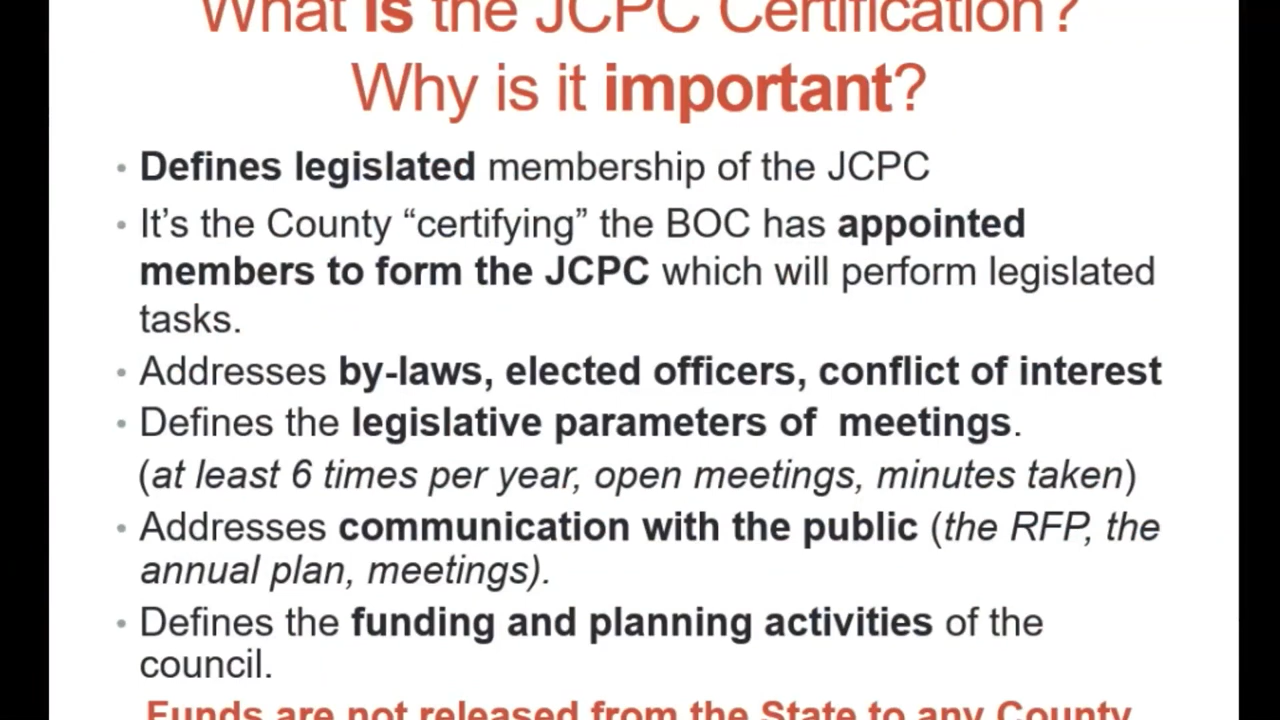 What is the JCPC Certification?
Why is it important?
• Defines legislated membership of the JCPC
• It’s the County “certifying” the BOC has appointed
members to form the JCPC which will perform legislated
tasks.
• Addresses by-laws, elected officers, conflict of interest
• Defines the legislative parameters of  meetings.
(at least 6 times per year, open meetings, minutes taken)
• Addresses communication with the public (the RFP, the
annual plan, meetings).
• Defines the funding and planning activities of the
council.
Funds are not released from the State to any County